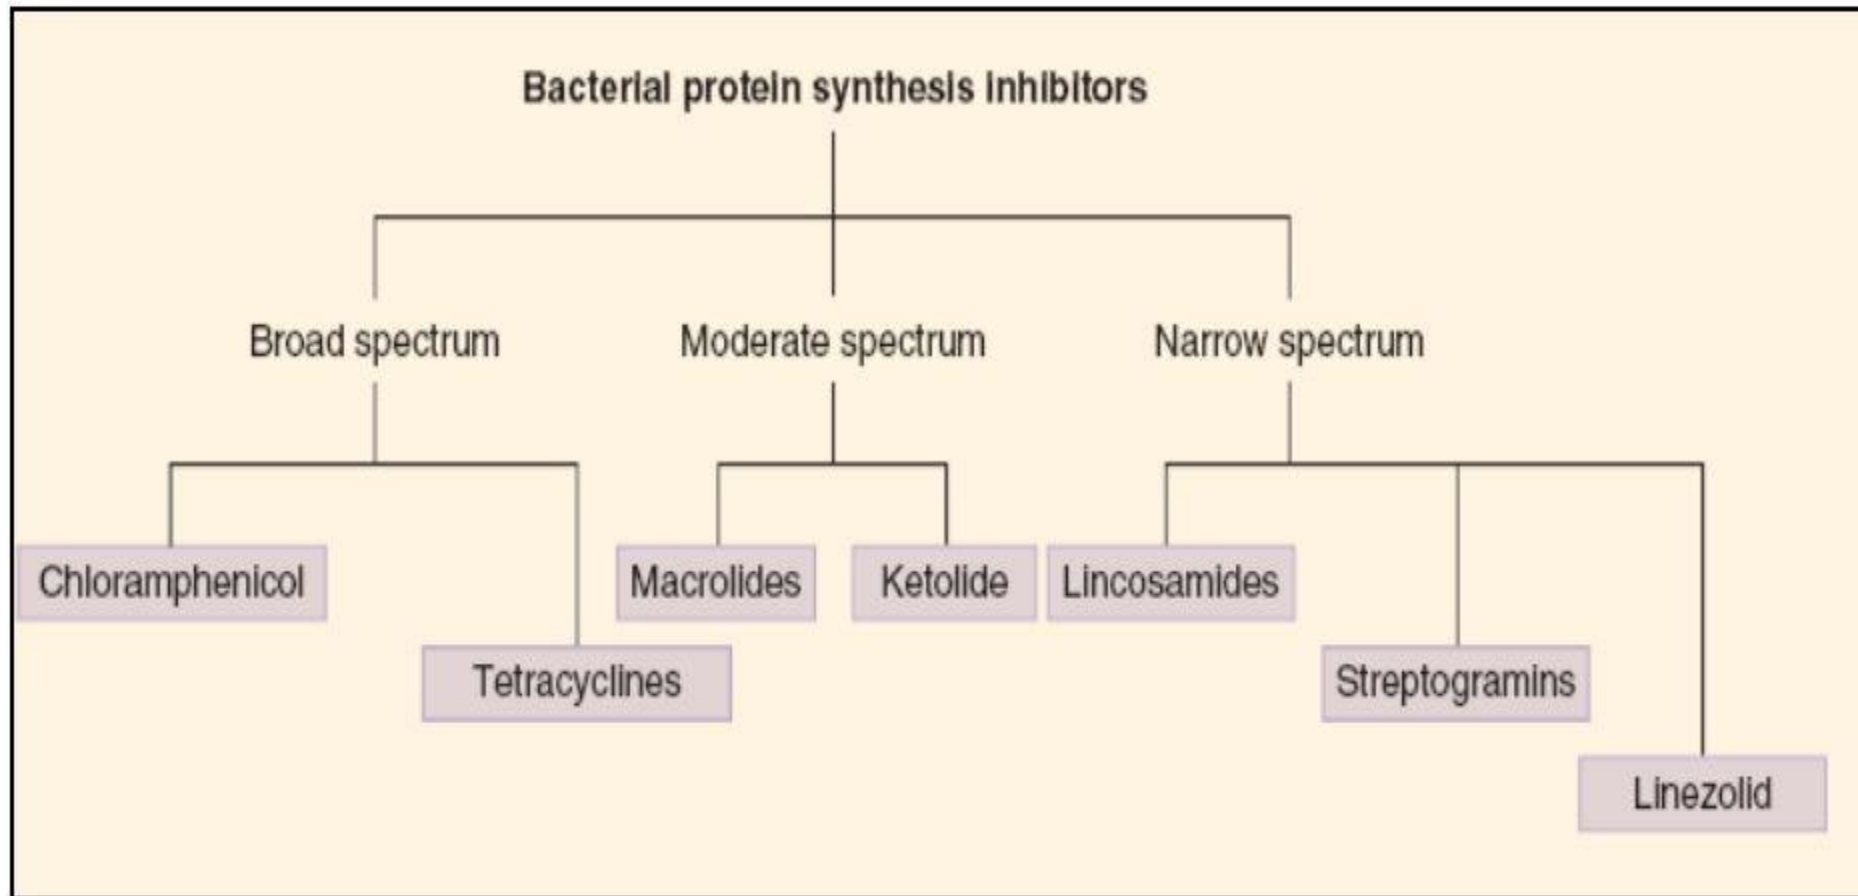 Bacterial protein synthesis inhibitors
Broad spectrum
Moderate spectrum
Narrow spectrum
Chloramphenicol
Macrolides
Ketolide
Lincosamides
Tetracyclines
Streptogramins
Linezolid